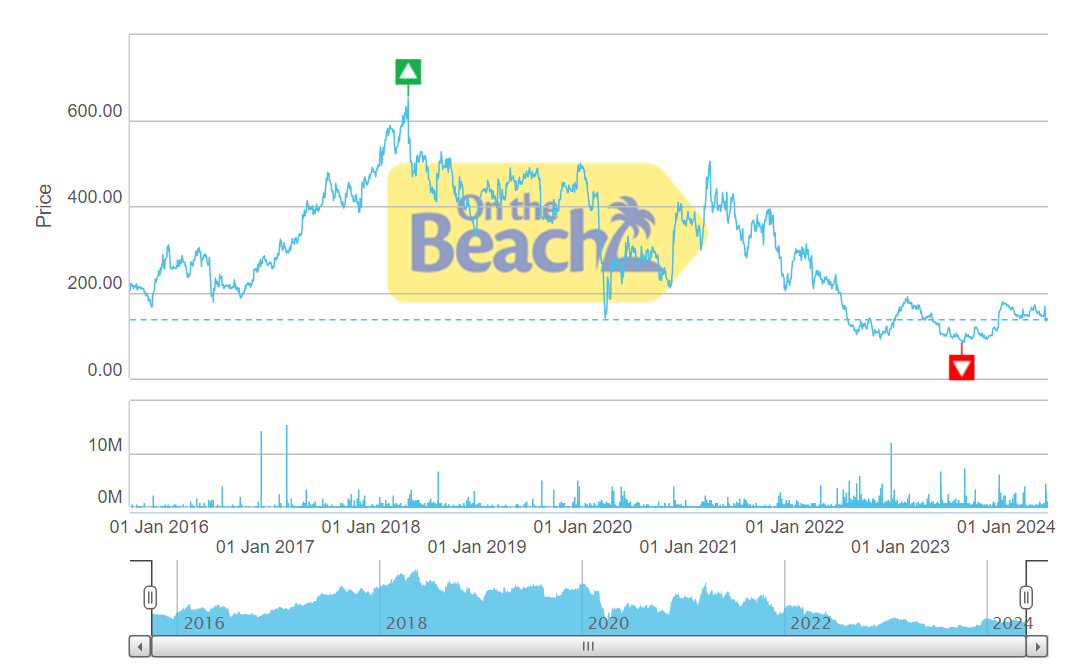 600.00
400.00
200.00
0.00
Price
On the
Beach
10M
0M
01 Jan 2016
01 Jan 2018
01 Jan 2020
01 Jan 2022
01 Jan 2024
01 Jan 2017
01 Jan 2019
01 Jan 2021
01 Jan 2023
2016
2018
2020
2022
2024